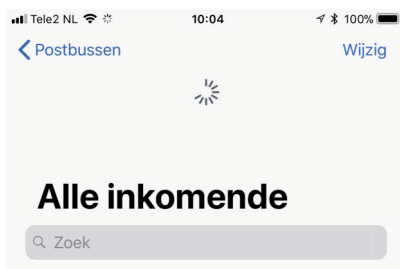 Tele2 NL 10:04 100%
Postbussen Wijzig
Alle inkomende
Zoek